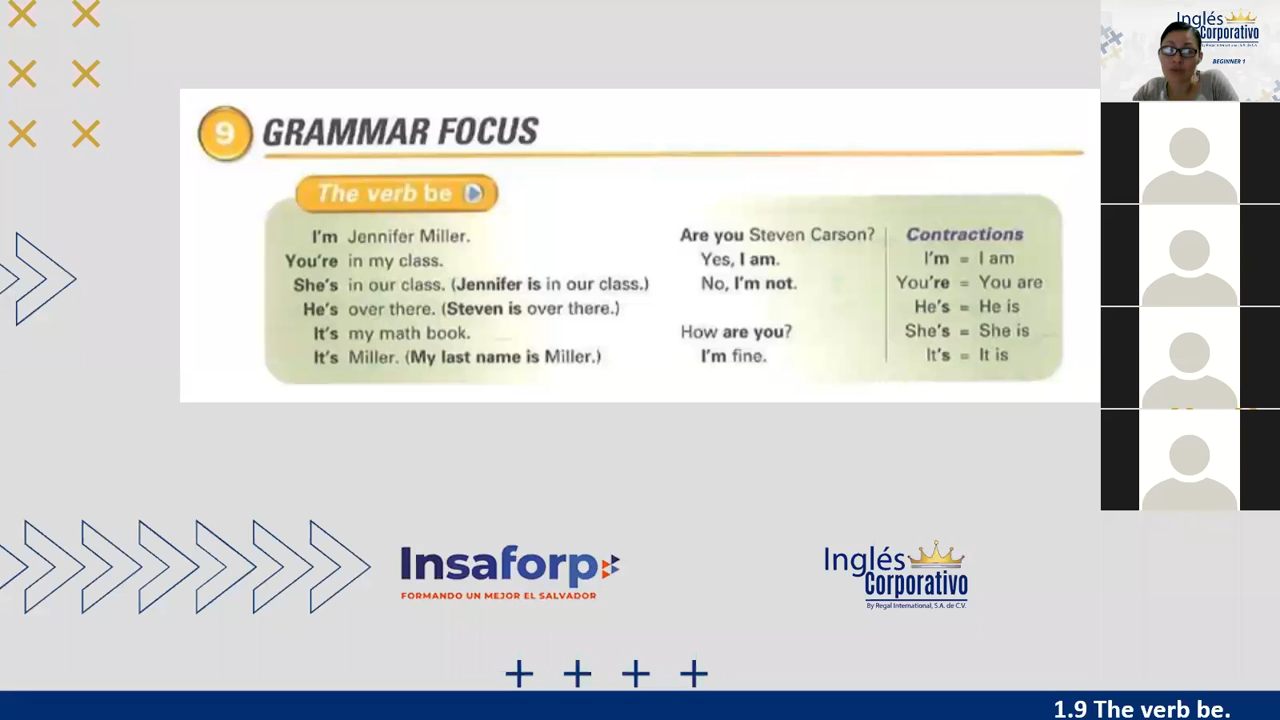 9 GRAMMAR FOCUS
The verb be
I'm Jennifer Miller.
You're in my class.
She's in our class. (Jennifer is in our class.)
He's over there. (Steven is over there.)
It's my math book.
It's Miller. (My last name is Miller.)
Are you Steven Carson?
Yes, I am.
No, I'm not.
How are you?
I'm fine.
Contractions
I'm = I am
You're = You are
He's = He is
She's = She is
It's = It is
Inglés
Corporativo
BEGINNER 1
Insaforp
FORMANDO UN MEJOR EL SALVADOR
Inglés
Corporativo
By Regal International, S.A. de C.V.
1.9 The verb be.